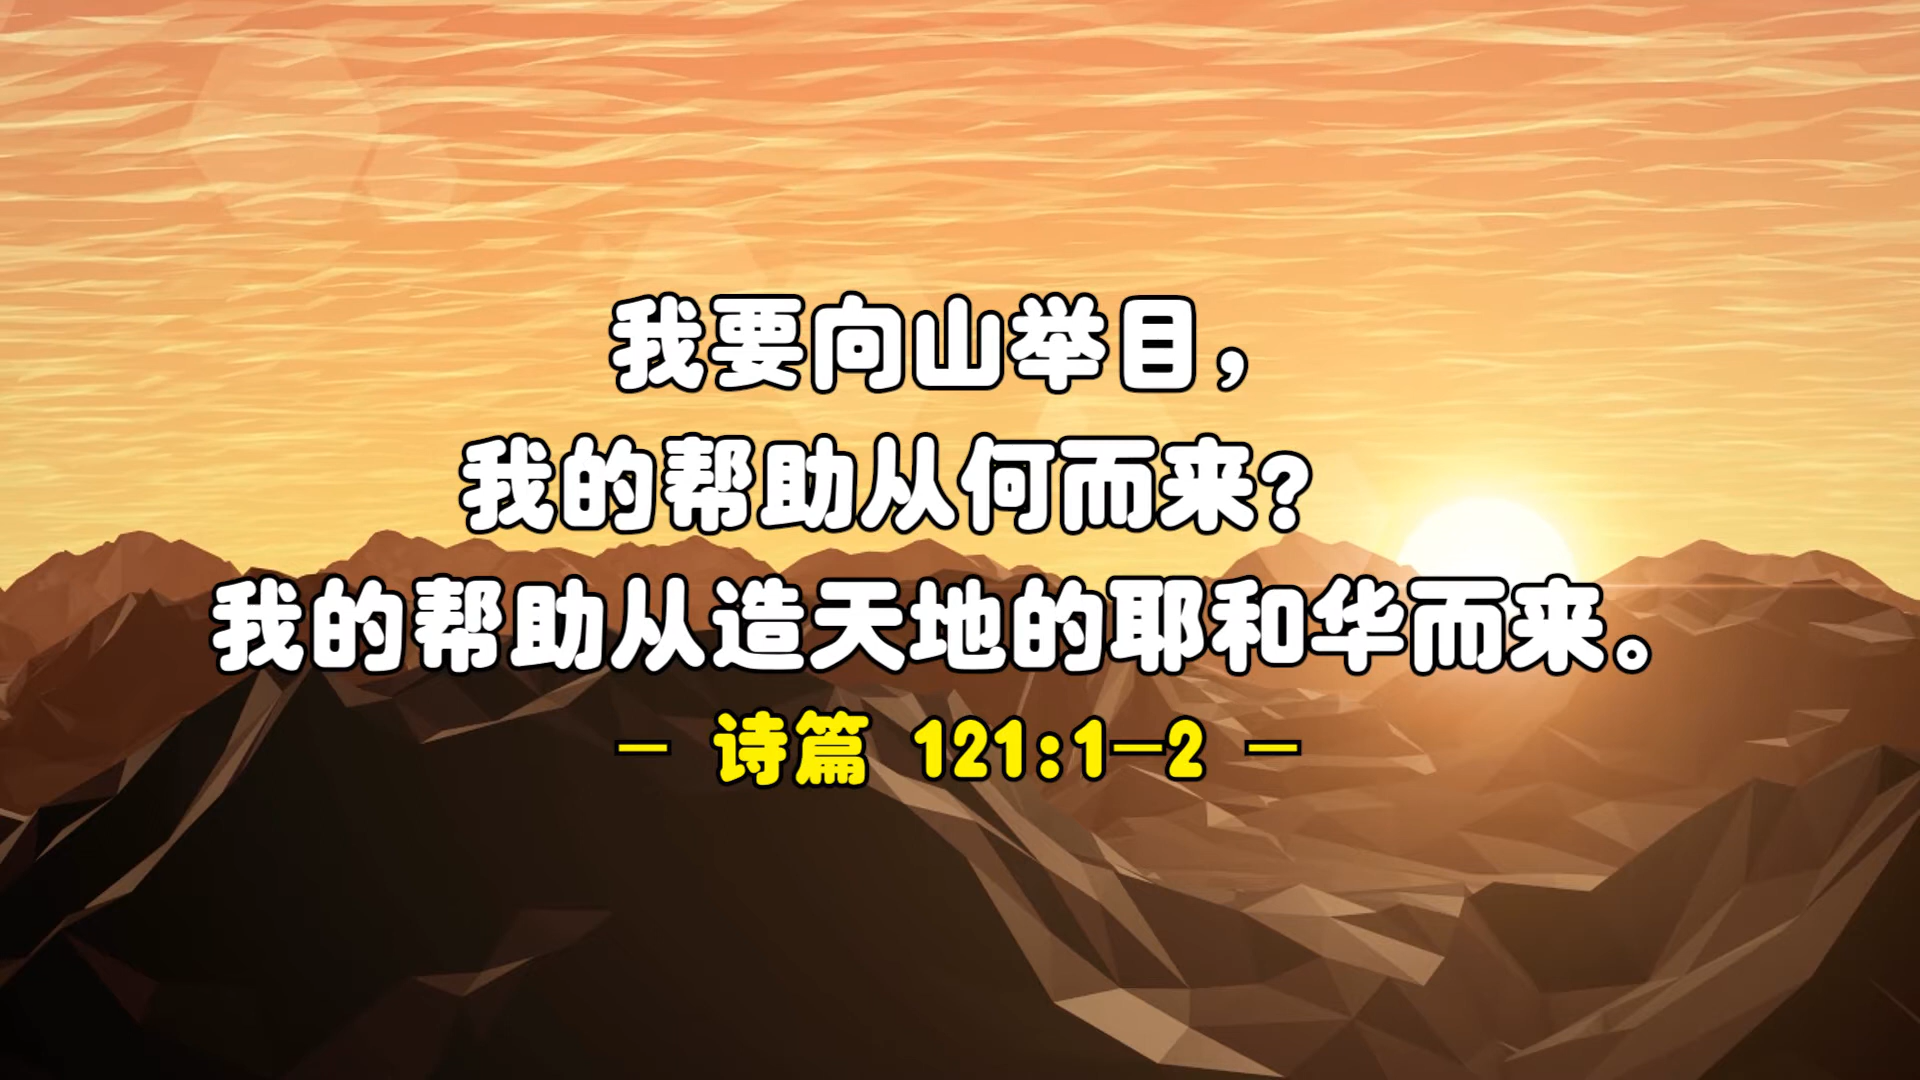 我要向山举目，
我的帮助从何而来？
我的帮助从造天地的耶和华而来。
— 诗篇 121:1-2 —